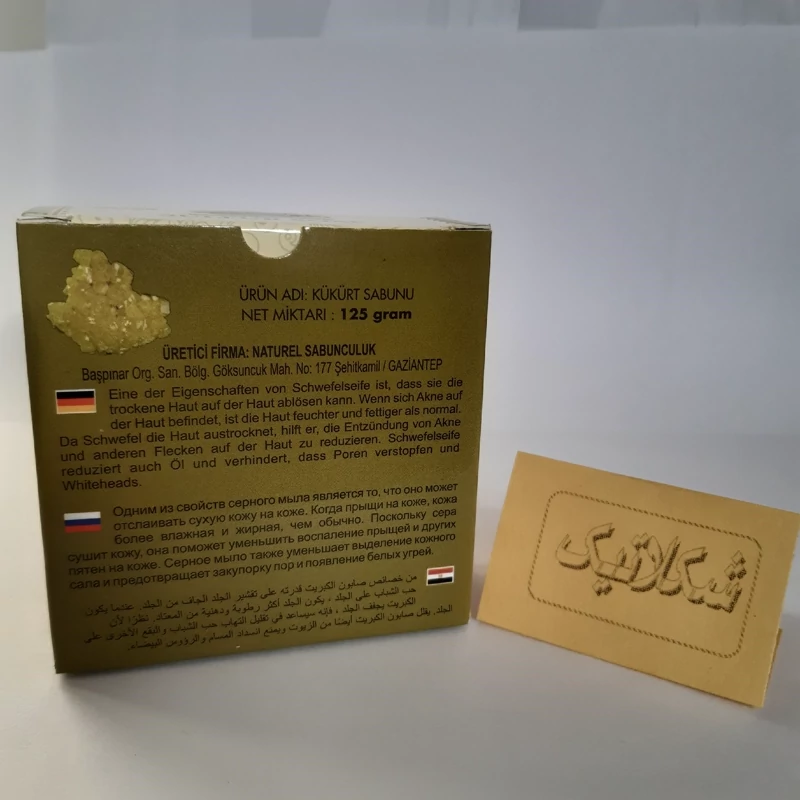 ÜRÜN ADI: KÜKÜRT SABUNU
NET MİKTARI : 125 gram
ÜRETİCİ FİRMA: NATUREL SABUNCULUK
Başpınar Org. San. Bölg. Göksuncuk Mah. No: 177 Şehitkamil / GAZİANTEP
Eine der Eigenschaften von Schwefelseife ist, dass sie die
trockene Haut auf der Haut ablösen kann. Wenn sich Akne auf
der Haut befindet, ist die Haut feuchter und fettiger als normal.
Da Schwefel die Haut austrocknet, hilft er, die Entzündung von Akne
und anderen Flecken auf der Haut zu reduzieren. Schwefelseife
reduziert auch Öl und verhindert, dass Poren verstopfen und
Whiteheads.
Одним из свойств серного мыла является то, что оно может
отслаивать сухую кожу на коже. Когда прыщи на коже, кожа
более влажная и жирная, чем обычно. Поскольку сера
сушит кожу, она поможет уменьшить воспаление прыщей и других
пятен на коже. Серное мыло также уменьшает выделение кожного
сала и предотвращает закупорку пор и появление белых угрей.
من خصائص صابون الكبريت قدرته على تقشير الجلد الجاف من الجلد. عندما يكون
حب الشباب على الجلد ، يكون الجلد أكثر رطوبة ودهنية من المعتاد. نظرًا لأن
الكبريت يجفف الجلد ، فإنه سيساعد في تقليل التهاب حب الشباب والبقع الأخرى على
الجلد. يقلل صابون الكبريت أيضًا من الزيوت ويمنع انسداد المسام والرؤوس البيضاء.
شکلاتیک